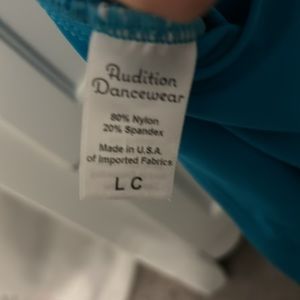 Audition
Dancewear
80% Nylon
20% Spandex
Made in U.S.A.
of Imported Fabrics
L C